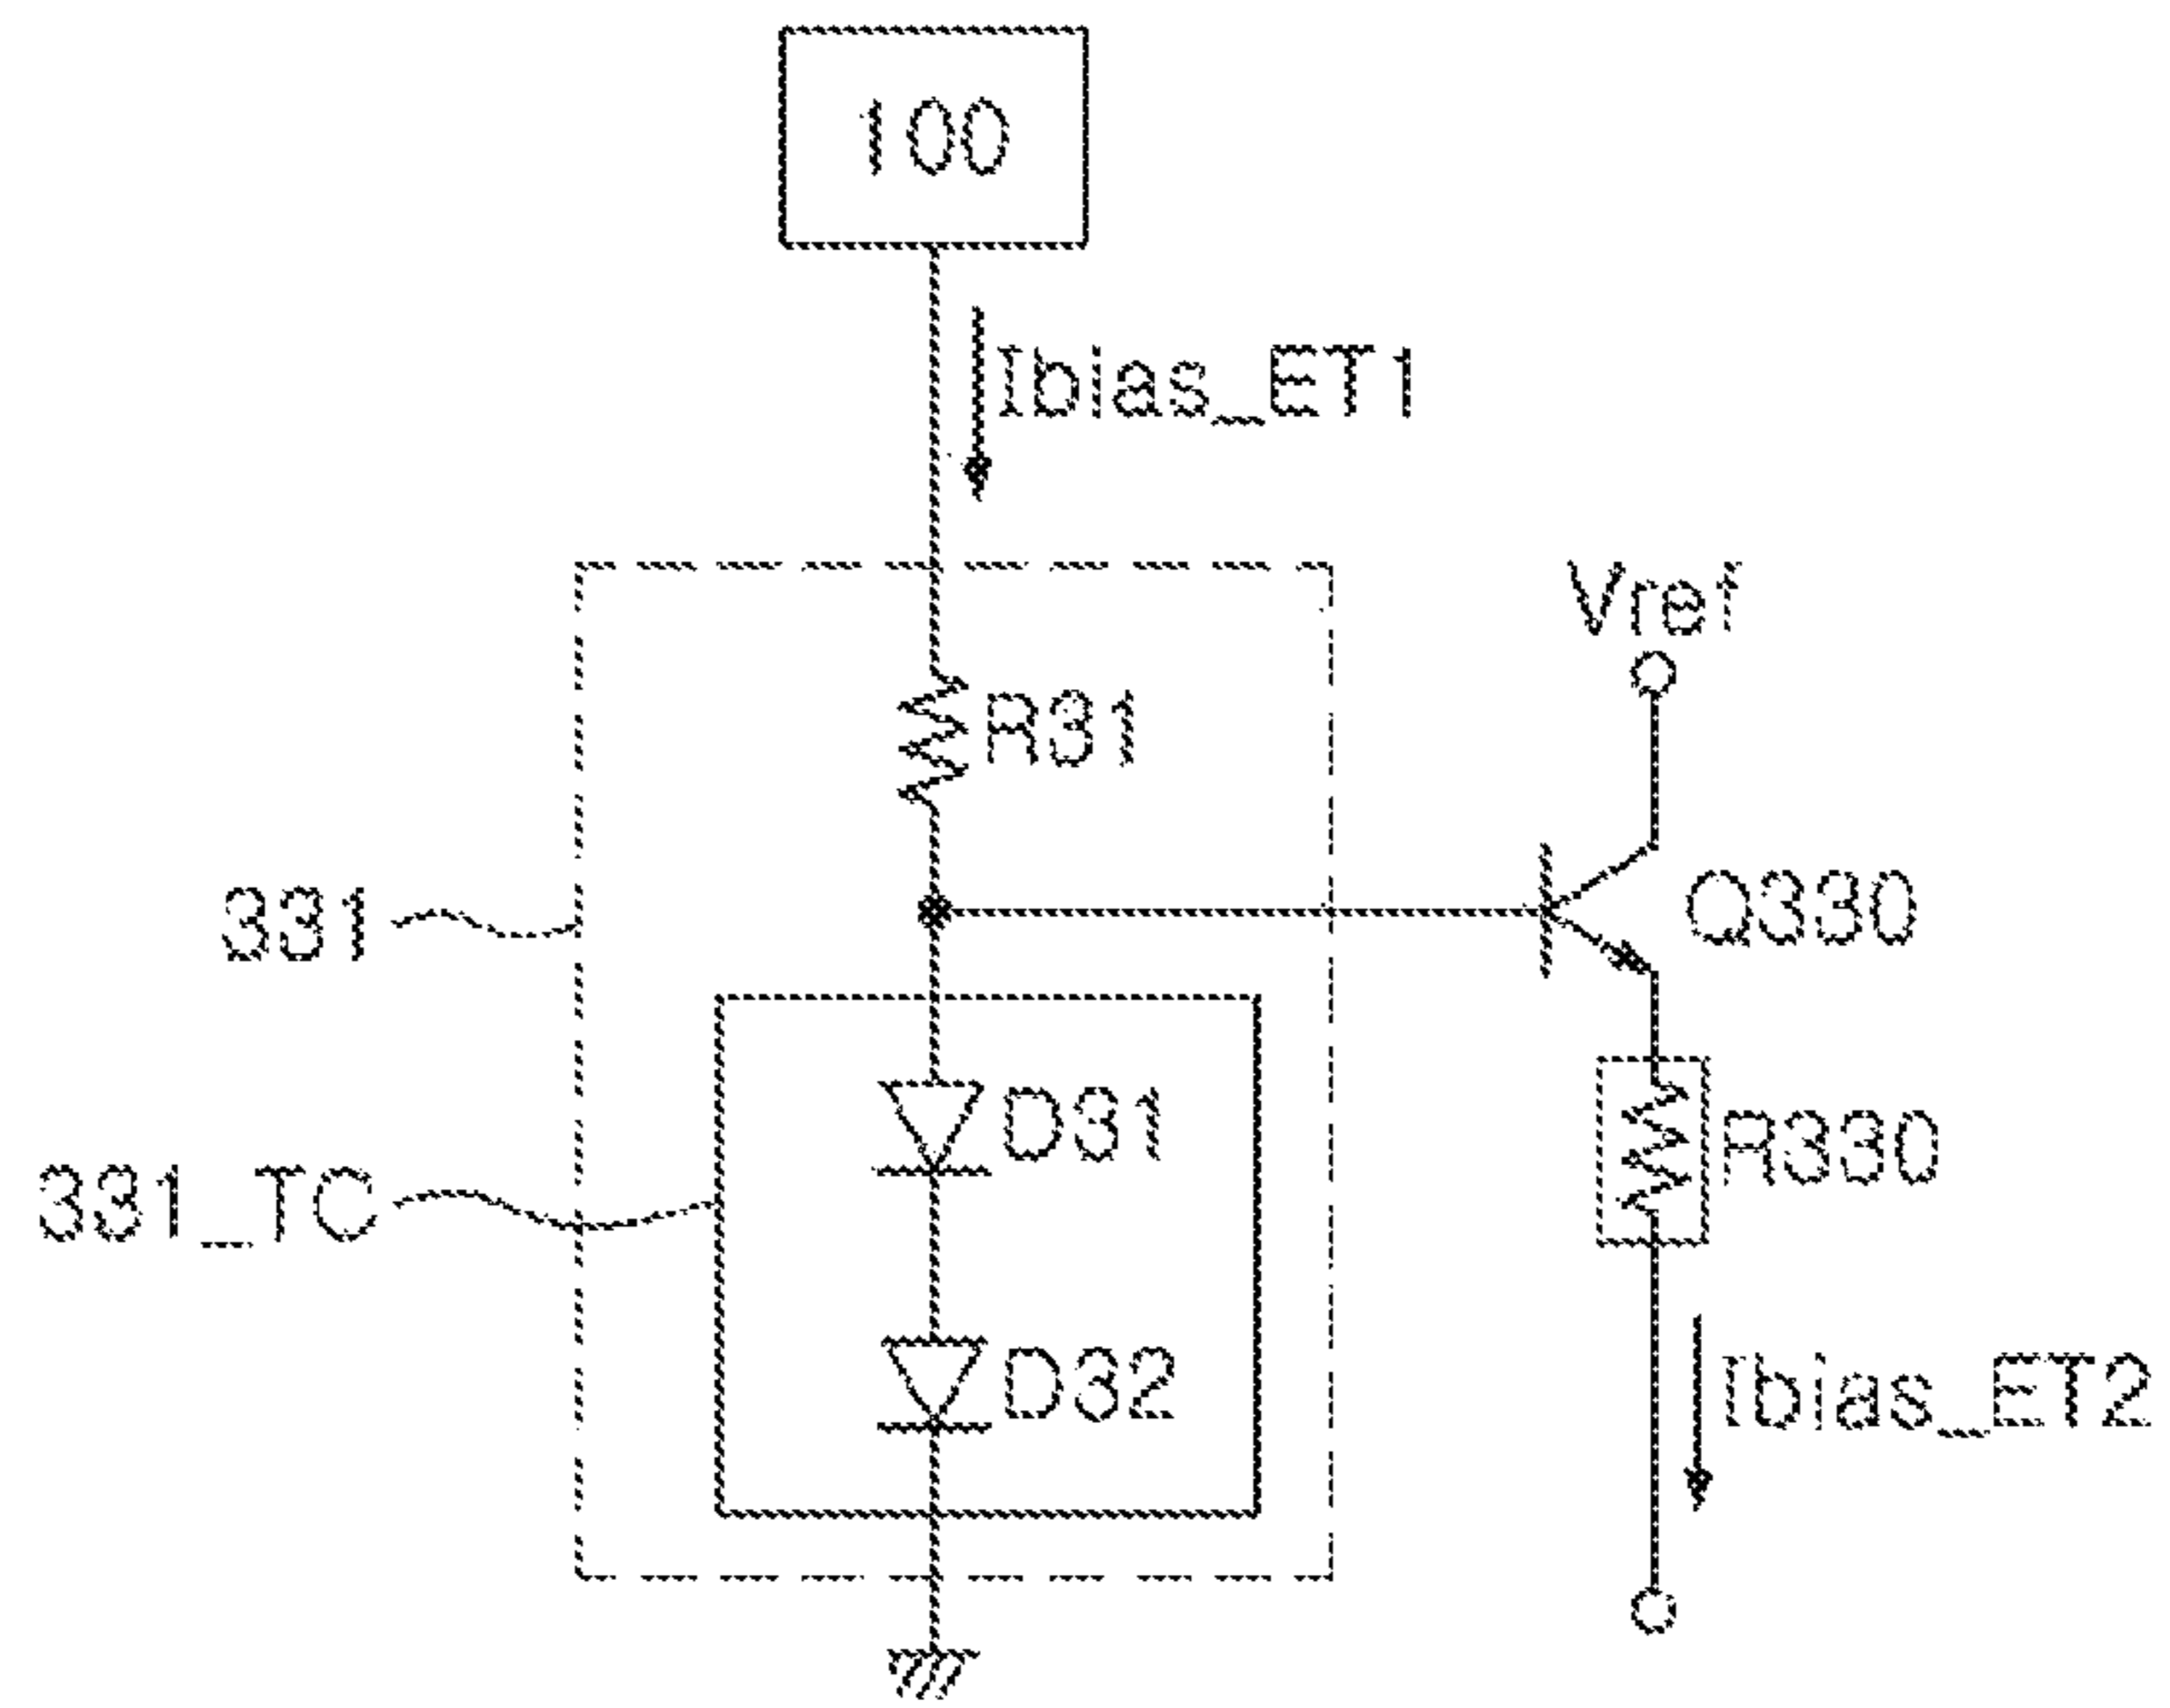 100
Ibias_ET1
Vref
R31
331
Q330
D31
R330
331_TC
D32
Ibias_ET2